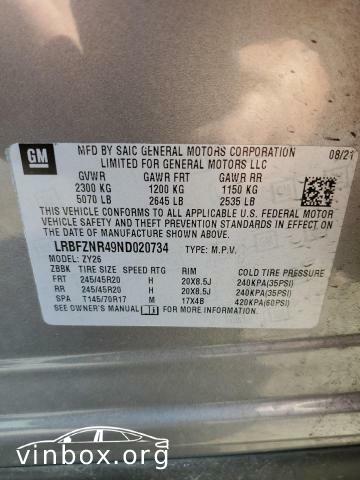 GM
MFD BY SAIC GENERAL MOTORS CORPORATION 08/21
LIMITED FOR GENERAL MOTORS LLC
GVWR GAWR FRT GAWR RR
2300 KG 1200 KG 1150 KG
5070 LB 2645 LB 2535 LB
THIS VEHICLE CONFORMS TO ALL APPLICABLE U.S. FEDERAL MOTOR
VEHICLE SAFETY, BUMPER, AND THEFT PREVENTION STANDARDS IN EFFECT ON
THE DATE OF MANUFACTURE SHOWN ABOVE.
LRBFZNR49ND020734 TYPE: M.P.V.
MODEL: ZY26
ZBBK TIRE SIZE SPEED RTG RIM COLD TIRE PRESSURE
FRT 245/45R20 H 20X8.5J 240KPA(35PSI)
RR 245/45R20 H 20X8.5J 240KPA(35PSI)
SPA T145/70R17 M 17X4B 420KPA(60PSI)
SEE OWNER'S MANUAL FOR MORE INFORMATION.
vinbox.org